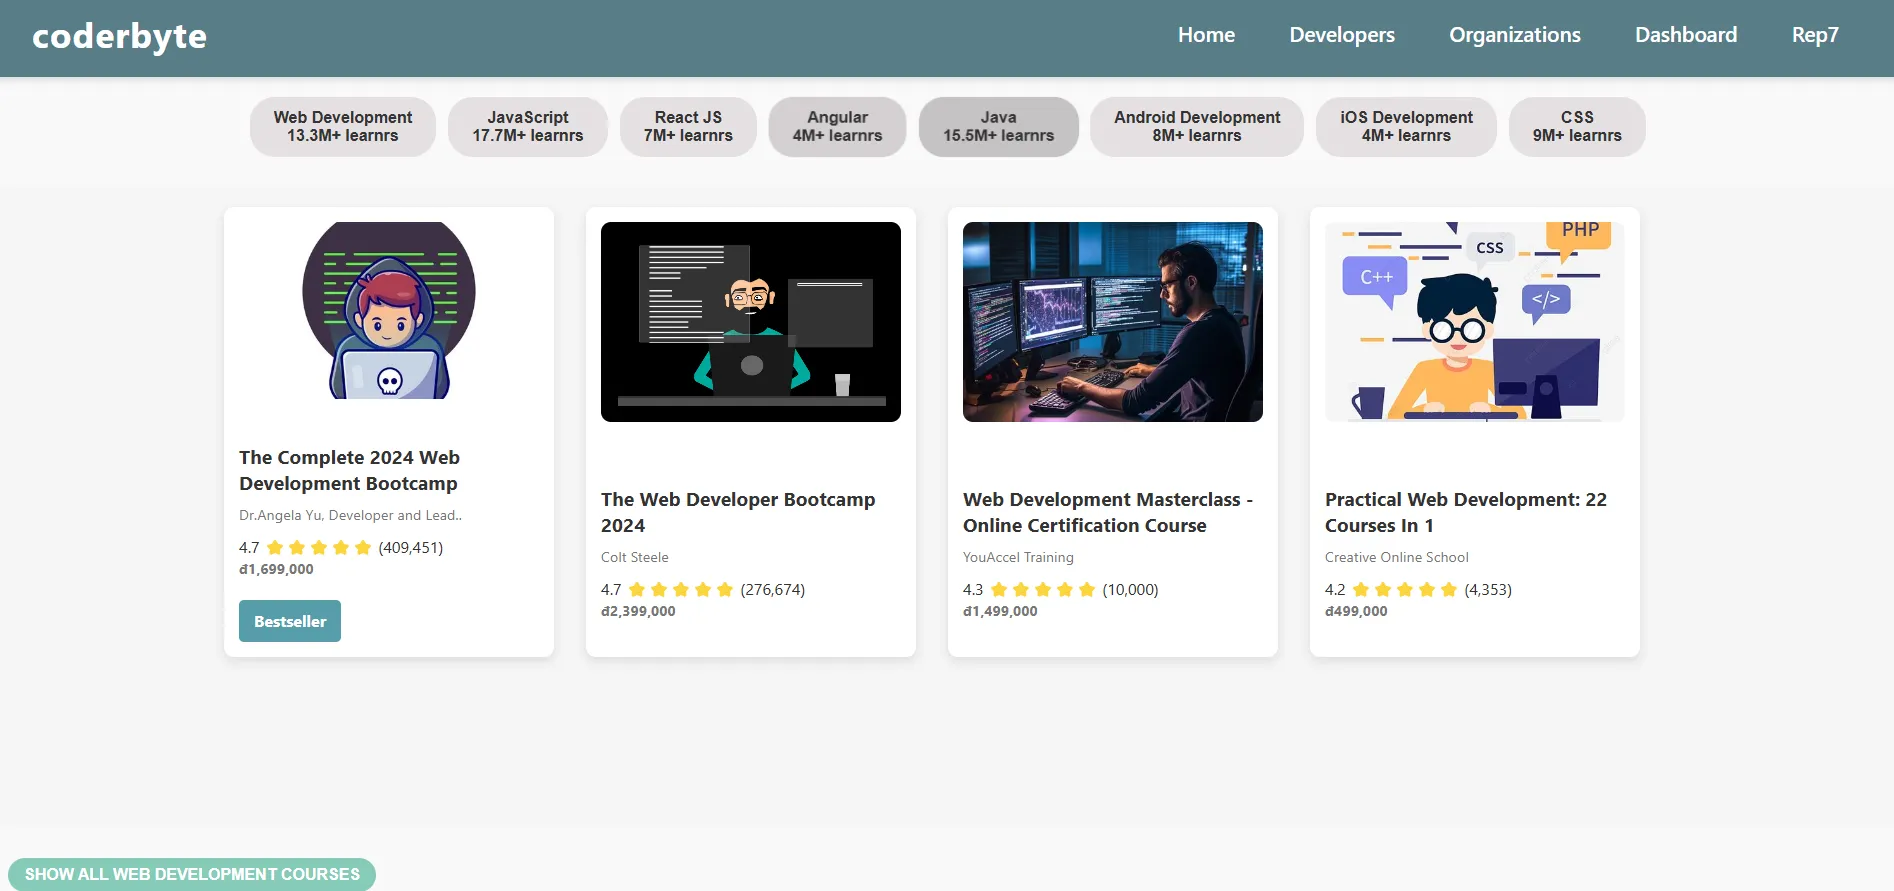 coderbyte
Home Developers Organizations Dashboard Rep7
Web Development
13.3M+ learnrs
JavaScript
17.7M+ learnrs
React JS
7M+ learnrs
Angular
4M+ learnrs
Java
15.5M+ learnrs
Android Development
8M+ learnrs
iOS Development
4M+ learnrs
CSS
9M+ learnrs
The Complete 2024 Web
Development Bootcamp
Dr.Angela Yu, Developer and Lead..
4.7 (409,451)
đ1,699,000
Bestseller
The Web Developer Bootcamp
2024
Colt Steele
4.7 (276,674)
đ2,399,000
Web Development Masterclass -
Online Certification Course
YouAccel Training
4.3 (10,000)
đ1,499,000
PHP
CSS
C++
</>
Practical Web Development: 22
Courses In 1
Creative Online School
4.2 (4,353)
đ499,000
SHOW ALL WEB DEVELOPMENT COURSES